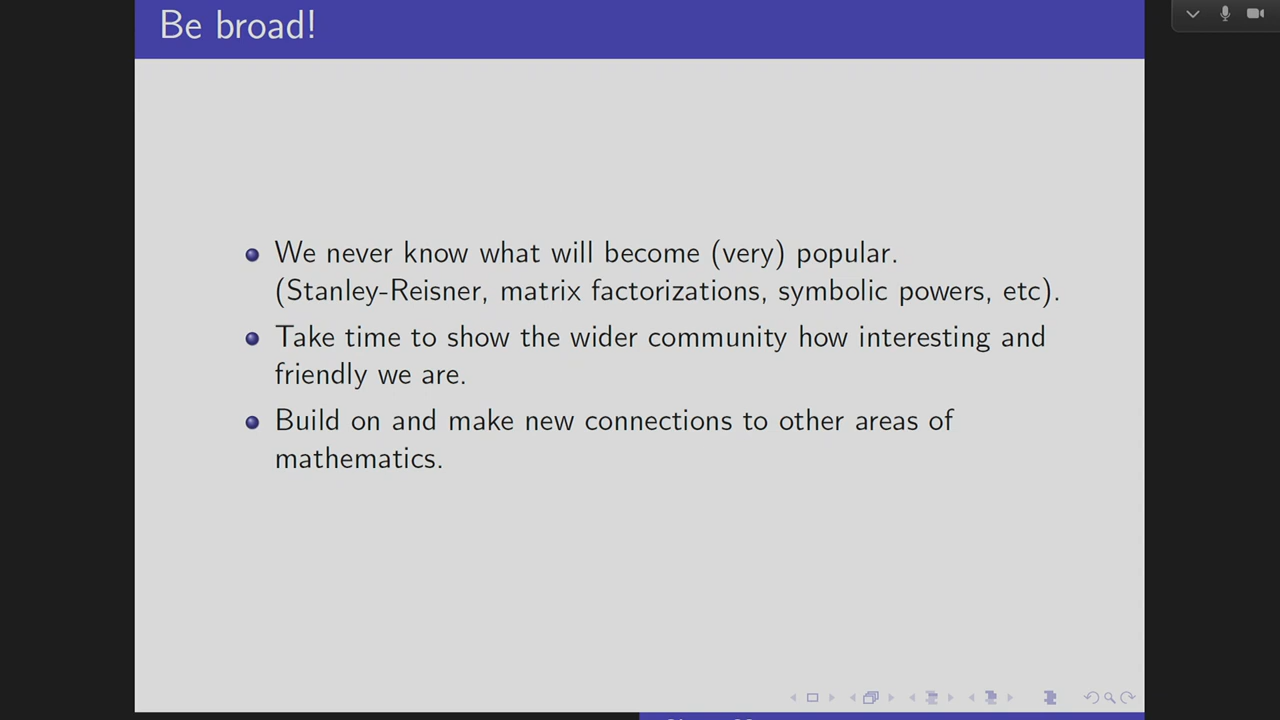 Be broad!
We never know what will become (very) popular.
(Stanley-Reisner, matrix factorizations, symbolic powers, etc).
Take time to show the wider community how interesting and
friendly we are.
Build on and make new connections to other areas of
mathematics.